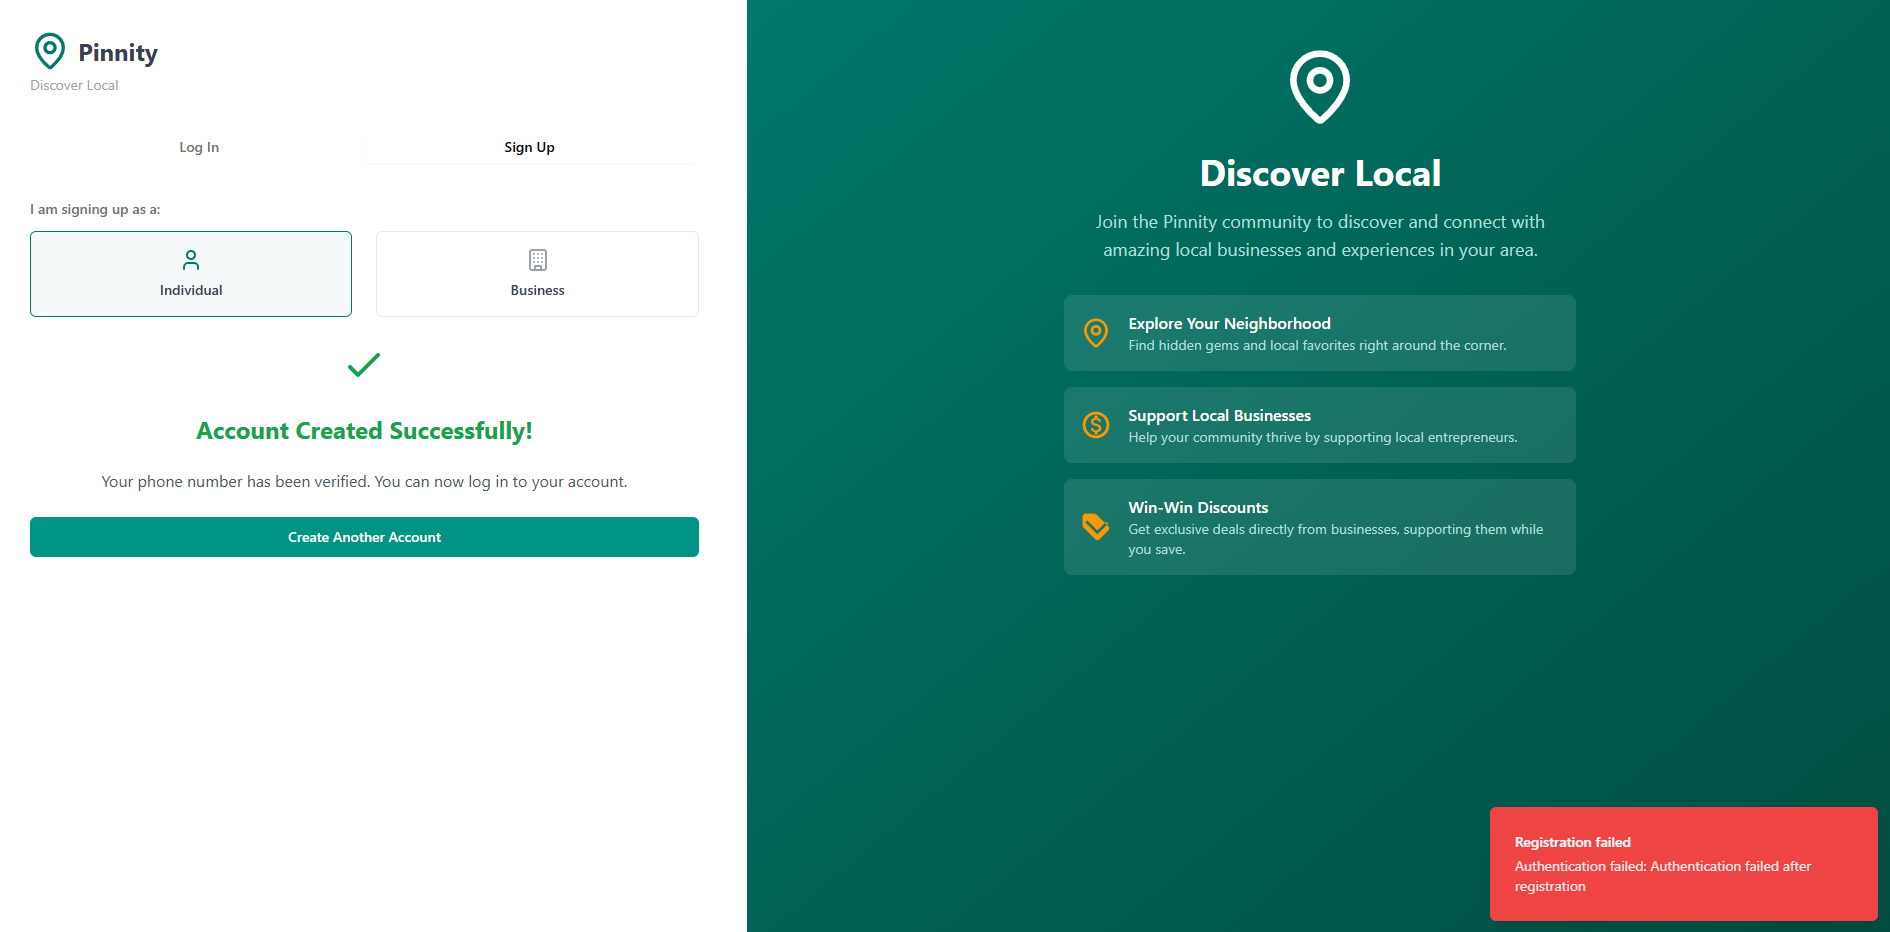 Pinnity
Discover Local
Log In
Sign Up
I am signing up as a:
Individual
Business
Account Created Successfully!
Your phone number has been verified. You can now log in to your account.
Create Another Account
Discover Local
Join the Pinnity community to discover and connect with
amazing local businesses and experiences in your area.
Explore Your Neighborhood
Find hidden gems and local favorites right around the corner.
Support Local Businesses
Help your community thrive by supporting local entrepreneurs.
Win-Win Discounts
Get exclusive deals directly from businesses, supporting them while
you save.
Registration failed
Authentication failed: Authentication failed after
registration